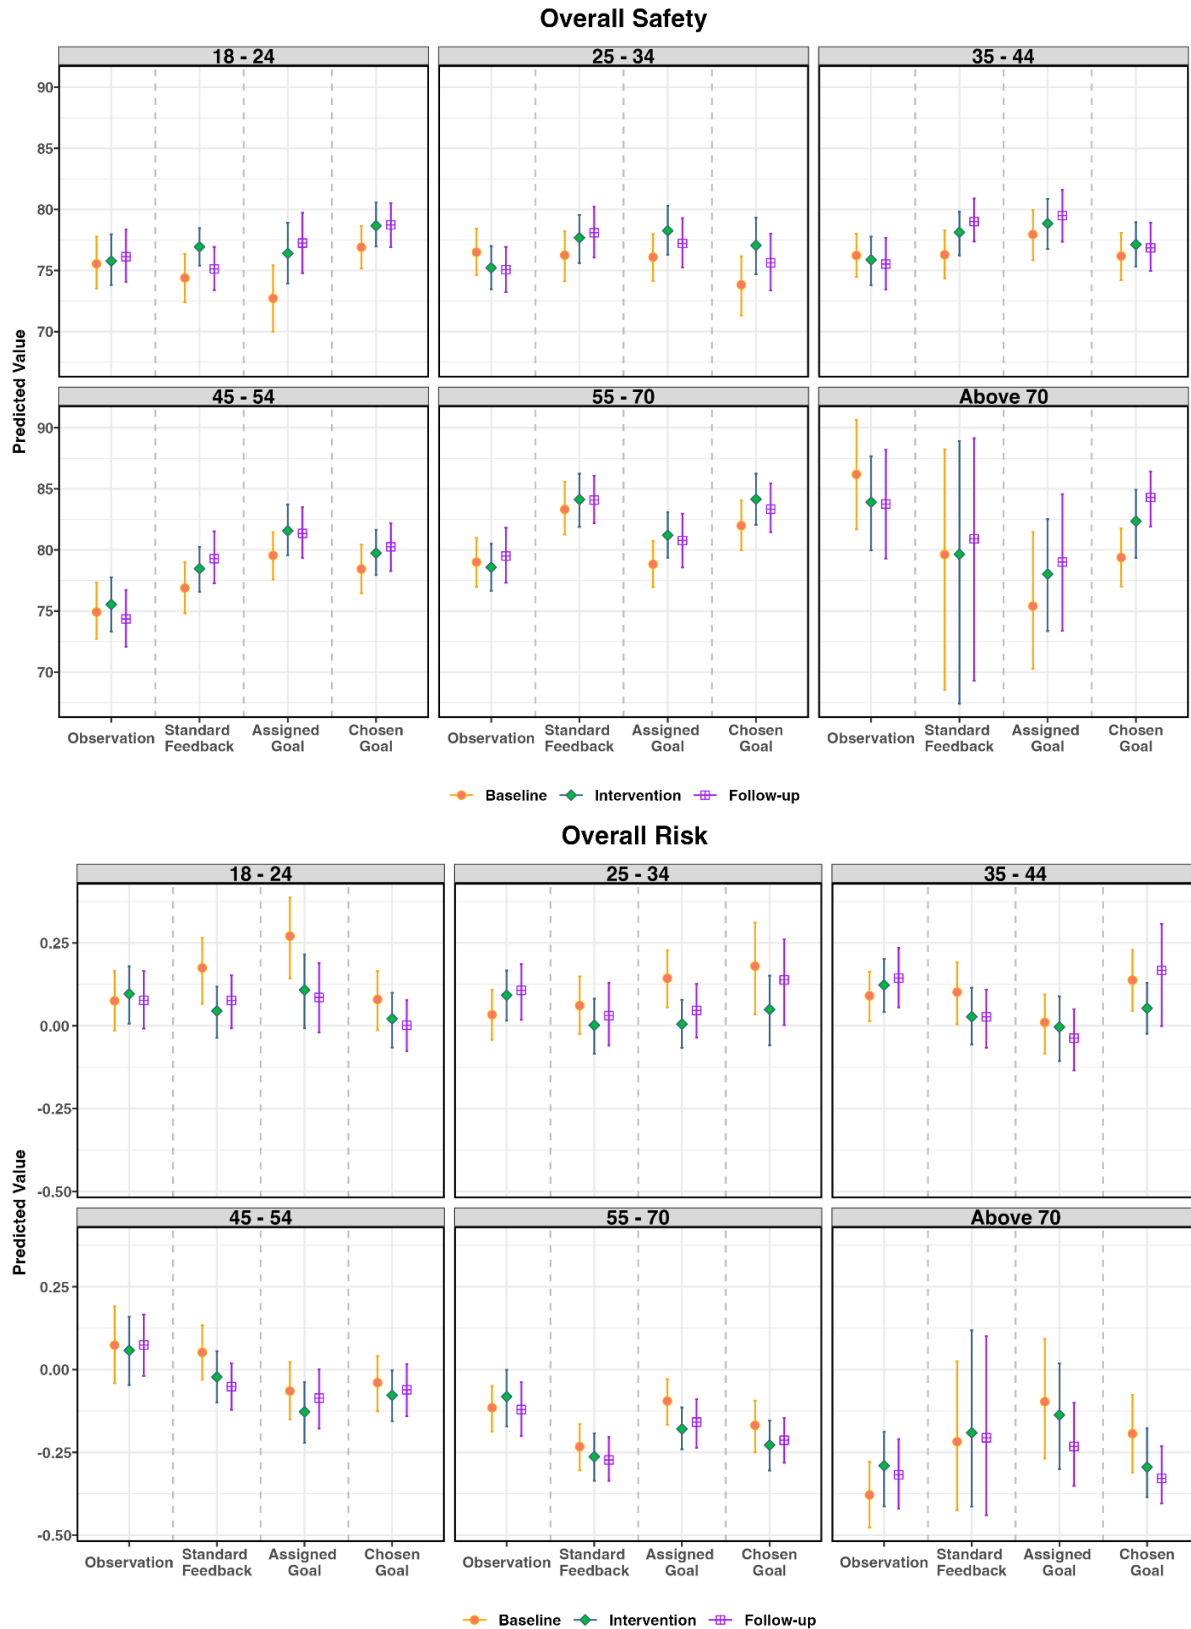 Overall Safety
18 - 24 25 - 34 35 - 44
90
85
80
75
70
45 - 54 55 - 70 Above 70
Predicted Value
90
85
80
75
70
Observation Standard Feedback Assigned Goal Chosen Goal Observation Standard Feedback Assigned Goal Chosen Goal Observation Standard Feedback Assigned Goal Chosen Goal
Baseline Intervention Follow-up
Overall Risk
18 - 24 25 - 34 35 - 44
0.25
0.00
-0.25
-0.50
45 - 54 55 - 70 Above 70
Predicted Value
0.25
0.00
-0.25
-0.50
Observation Standard Feedback Assigned Goal Chosen Goal Observation Standard Feedback Assigned Goal Chosen Goal Observation Standard Feedback Assigned Goal Chosen Goal
Baseline Intervention Follow-up